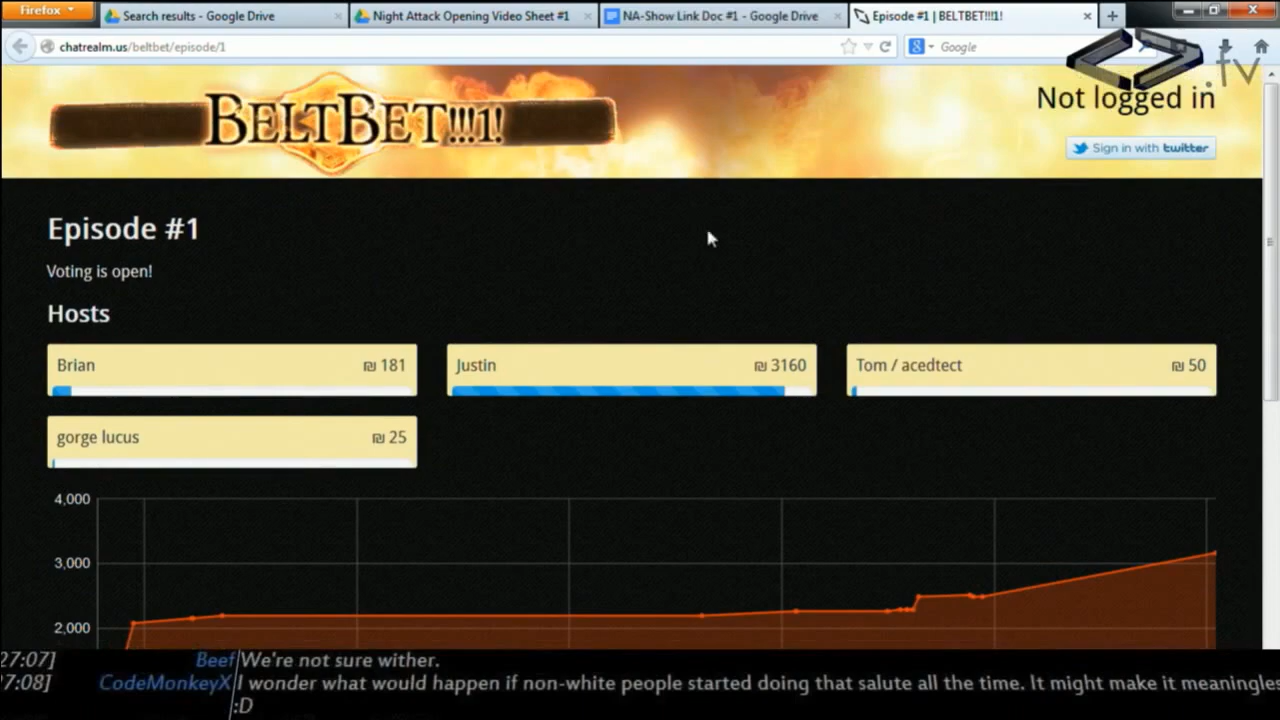 Firefox
Search results - Google Drive
Night Attack Opening Video Sheet #1
NA-Show Link Doc #1 - Google Drive
Episode #1 | BELTBET!!!1!
chatrealm.us/beltbet/episode/1
Google
.tv
BELTBET!!!1!
Not logged in
Sign in with twitter
Episode #1
Voting is open!
Hosts
Brian ₪ 181
Justin ₪ 3160
Tom / acedtect ₪ 50
gorge lucus ₪ 25
4,000
3,000
2,000
27:07] Beef We're not sure wither.
7:08] CodeMonkeyX I wonder what would happen if non-white people started doing that salute all the time. It might make it meaningles
:D